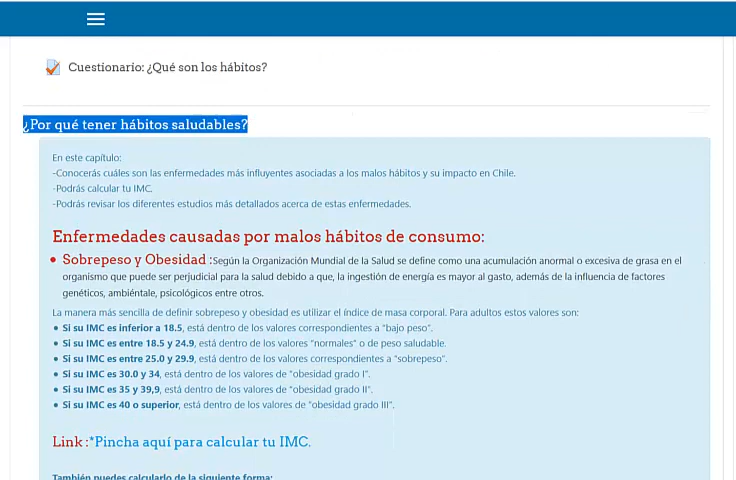 Cuestionario: ¿Qué son los hábitos?
¿Por qué tener hábitos saludables?
En este capítulo:
-Conocerás cuáles son las enfermedades más influyentes asociadas a los malos hábitos y su impacto en Chile.
-Podrás calcular tu IMC.
-Podrás revisar los diferentes estudios más detallados acerca de estas enfermedades.
Enfermedades causadas por malos hábitos de consumo:
Sobrepeso y Obesidad :Según la Organización Mundial de la Salud se define como una acumulación anormal o excesiva de grasa en el
organismo que puede ser perjudicial para la salud debido a que, la ingestión de energía es mayor al gasto, además de la influencia de factores
genéticos, ambiéntale, psicológicos entre otros.
La manera más sencilla de definir sobrepeso y obesidad es utilizar el índice de masa corporal. Para adultos estos valores son:
Si su IMC es inferior a 18.5, está dentro de los valores correspondientes a "bajo peso".
Si su IMC es entre 18.5 y 24.9, está dentro de los valores "normales" o de peso saludable.
Si su IMC es entre 25.0 y 29.9, está dentro de los valores correspondientes a "sobrepeso".
Si su IMC es 30.0 y 34, está dentro de los valores de "obesidad grado I".
Si su IMC es 35 y 39,9, está dentro de los valores de "obesidad grado II".
Si su IMC es 40 o superior, está dentro de los valores de "obesidad grado III".
Link :*Pincha aquí para calcular tu IMC.
También puedes calcularlo de la siguiente forma: